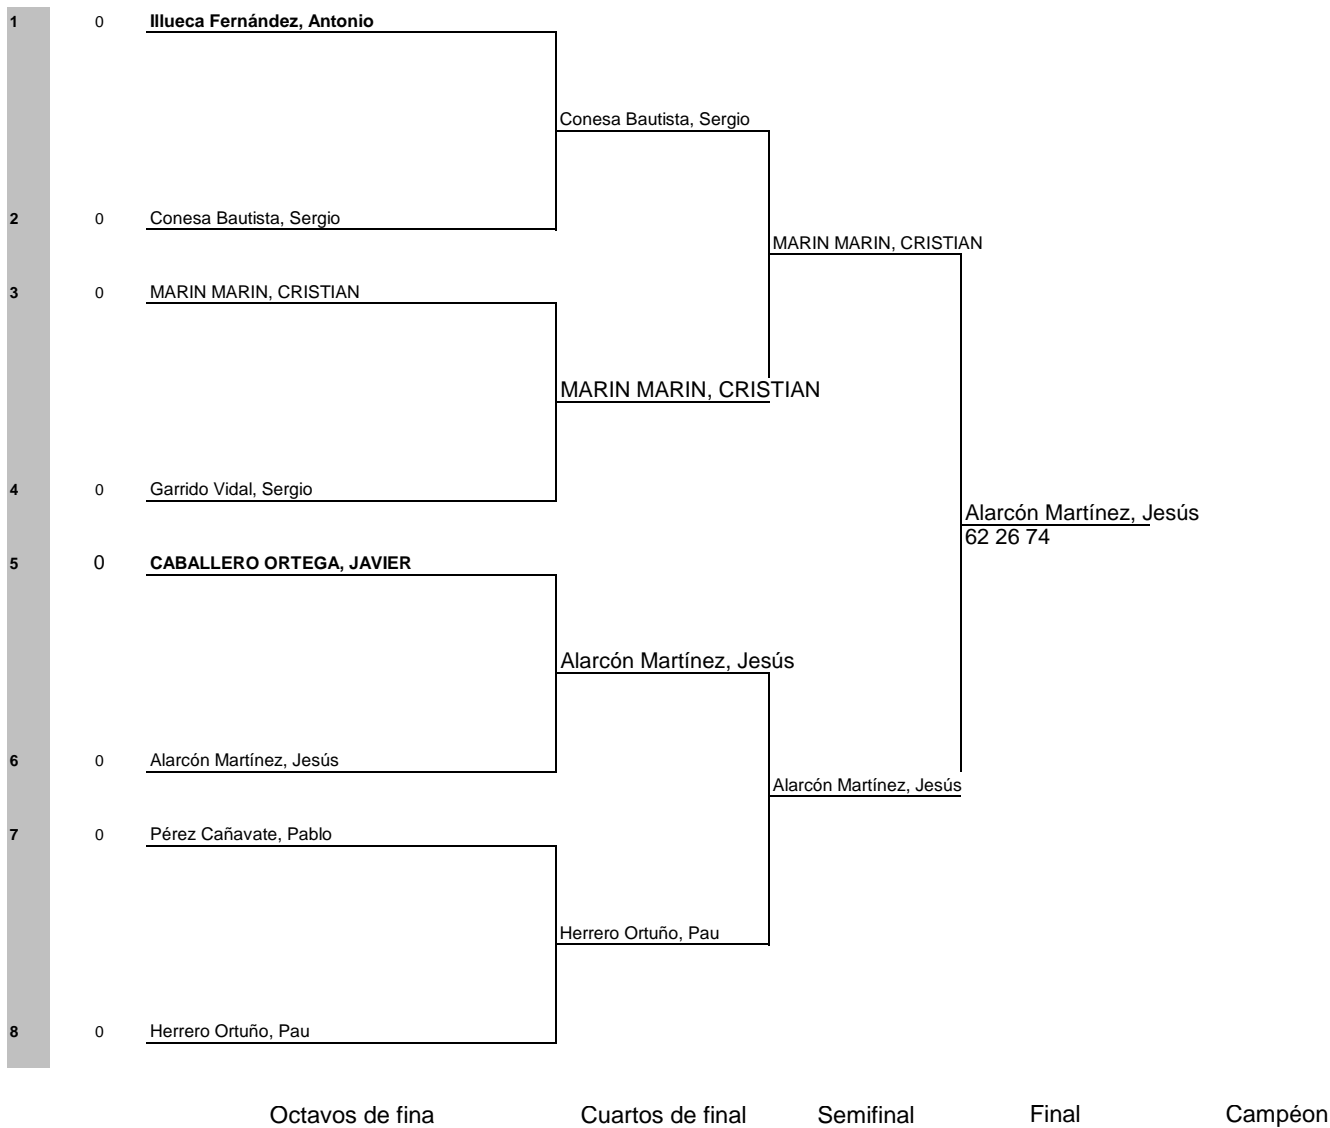 1 0 Illueca Fernández, Antonio
Conesa Bautista, Sergio
2 0 Conesa Bautista, Sergio
MARIN MARIN, CRISTIAN
3 0 MARIN MARIN, CRISTIAN
MARIN MARIN, CRISTIAN
4 0 Garrido Vidal, Sergio
Alarcón Martínez, Jesús
62 26 74
5 0 CABALLERO ORTEGA, JAVIER
Alarcón Martínez, Jesús
6 0 Alarcón Martínez, Jesús
Alarcón Martínez, Jesús
7 0 Pérez Cañavate, Pablo
Herrero Ortuño, Pau
8 0 Herrero Ortuño, Pau
Octavos de fina Cuartos de final Semifinal Final Campéon